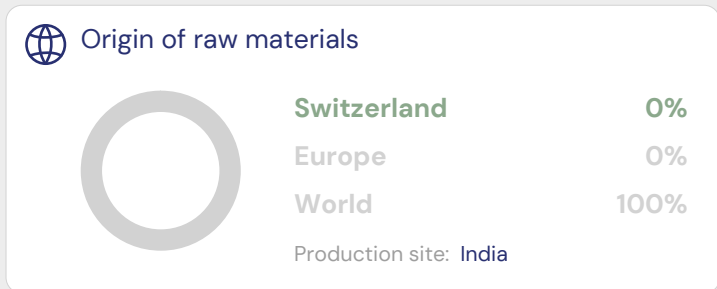 Origin of raw materials
Switzerland 0%
Europe 0%
World 100%
Production site: India